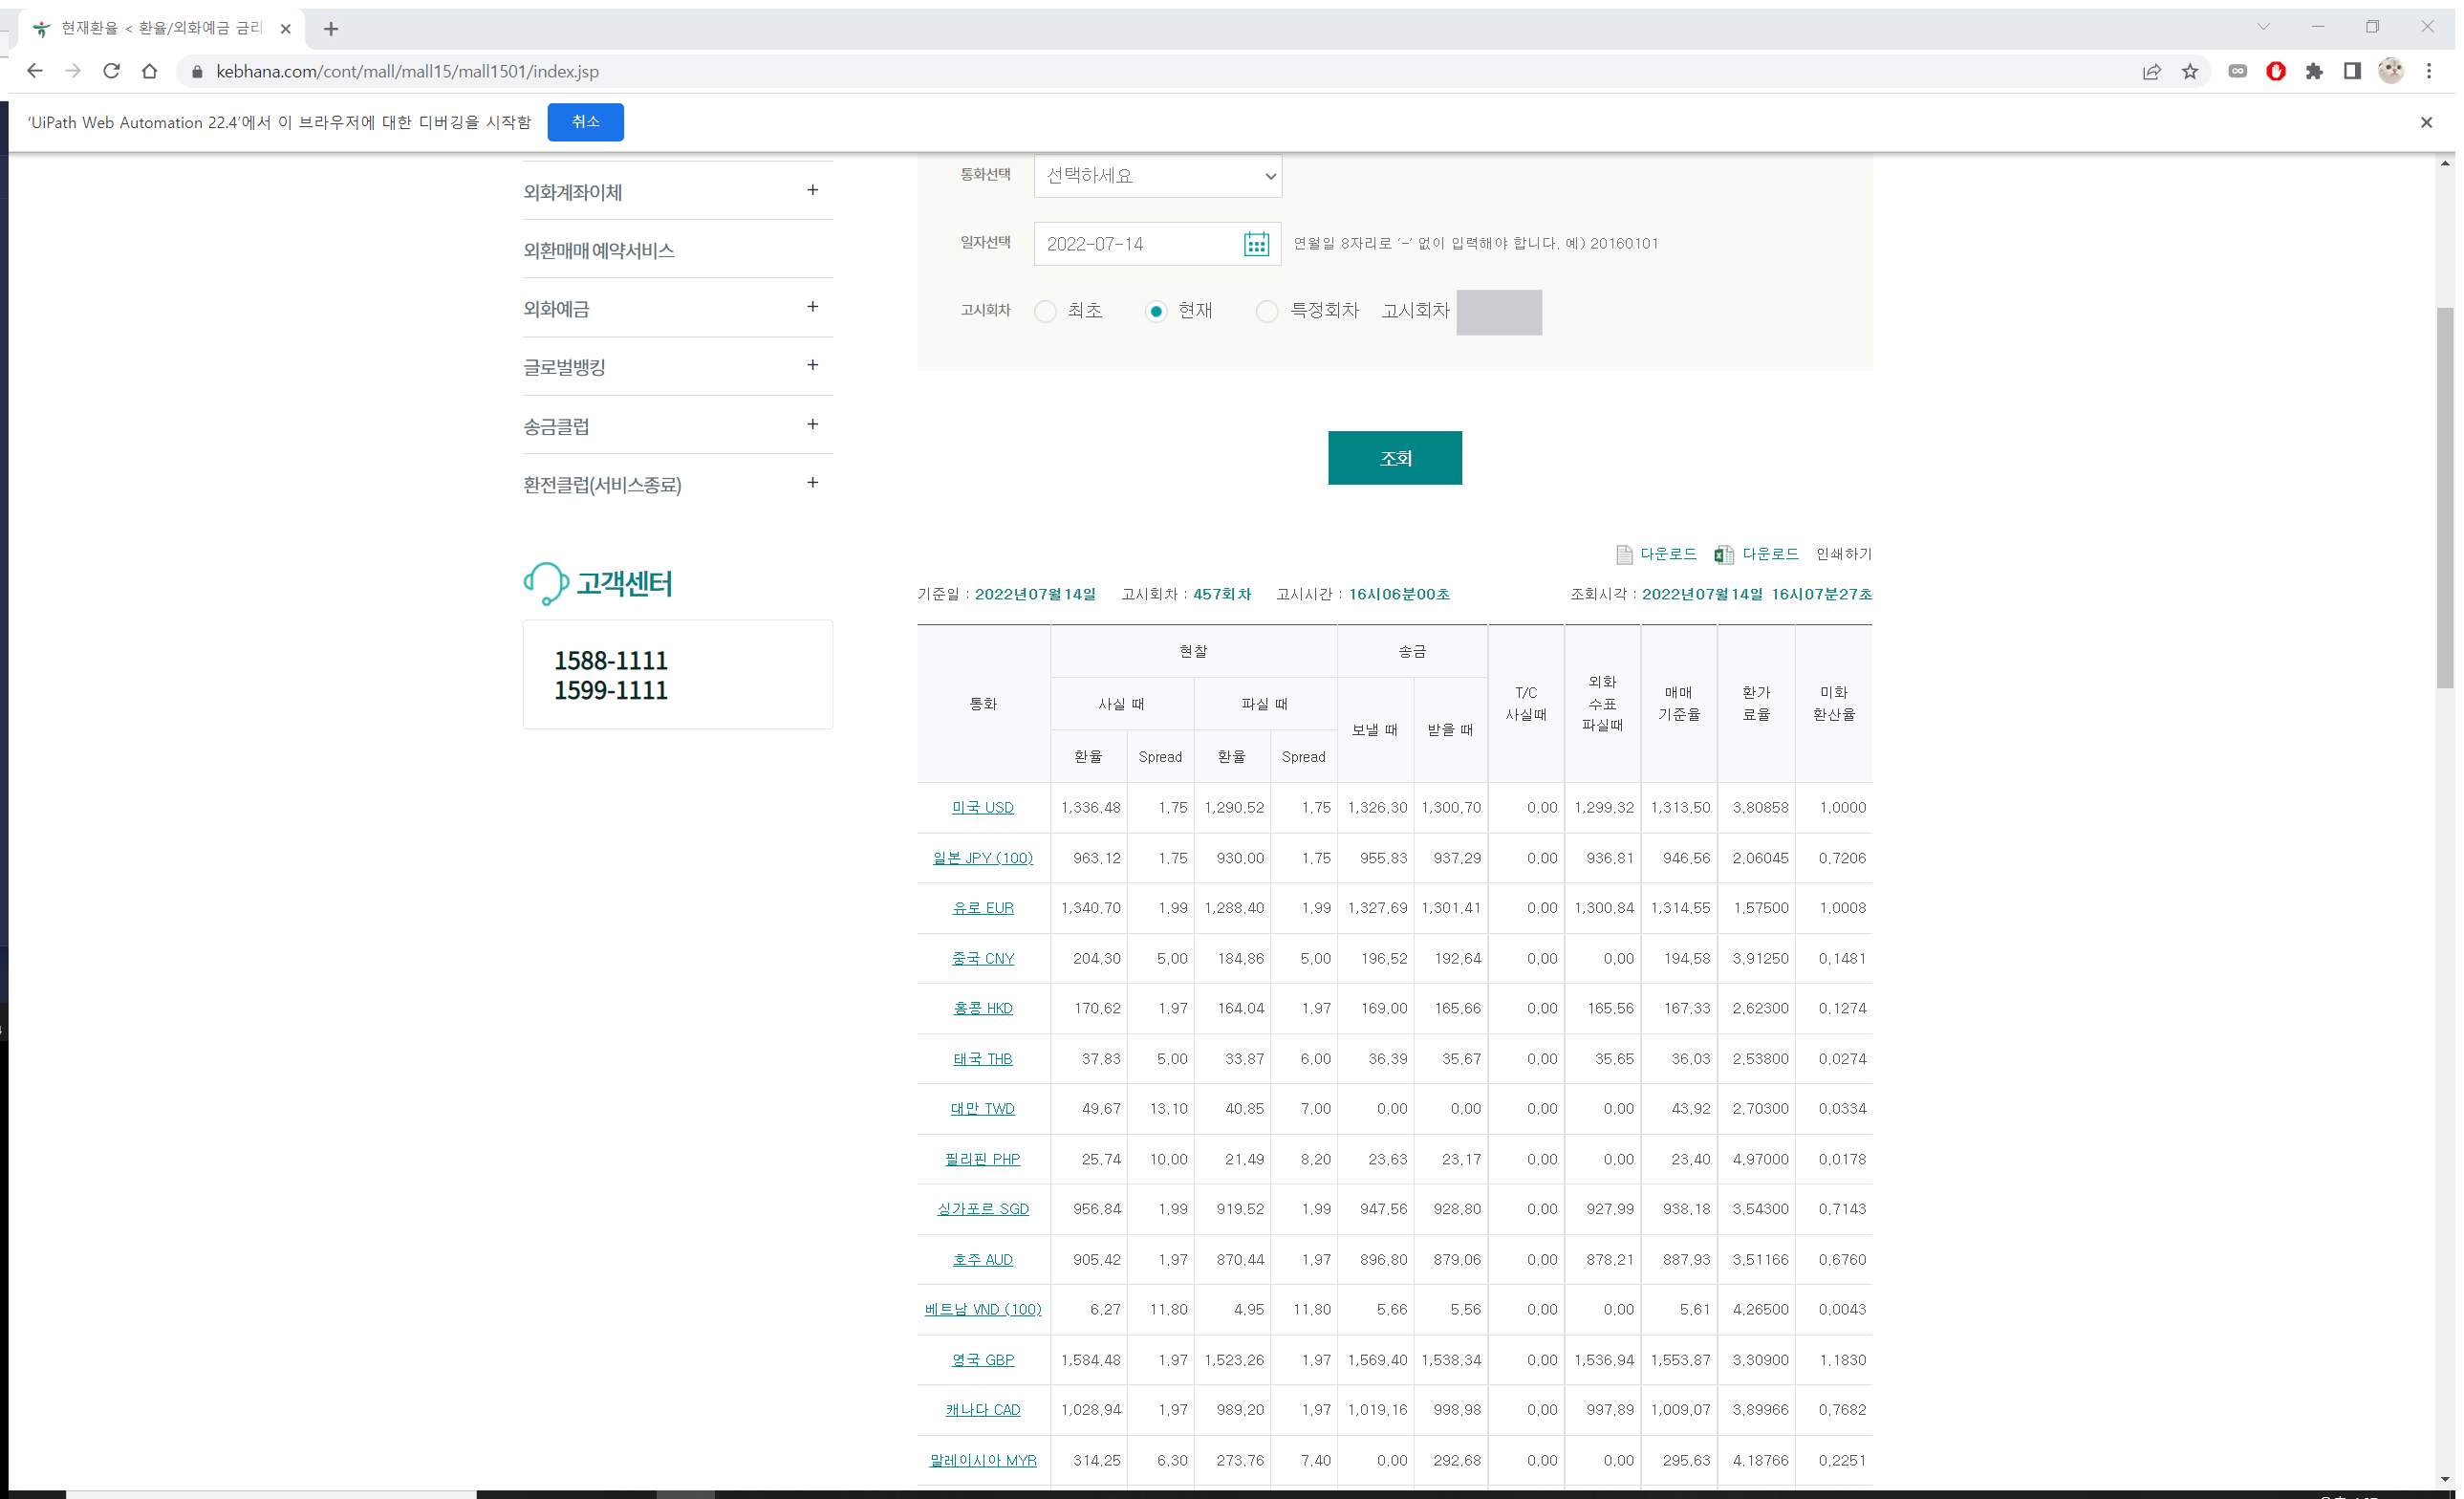 현재환율 < 환율/외화예금 금리
kebhana.com/cont/mall/mall15/mall1501/index.jsp
'UiPath Web Automation 22.4'에서 이 브라우저에 대한 디버깅을 시작함 취소
외화계좌이체 +
외환매매 예약서비스
외화예금 +
글로벌뱅킹 +
송금클럽 +
환전클럽(서비스종료) +
고객센터
1588-1111
1599-1111
통화선택 선택하세요
일자선택 2022-07-14 연월일 8자리로 '-' 없이 입력해야 합니다. 예) 20160101
고시회차 최초 현재 특정회차 고시회차
조회
다운로드 다운로드 인쇄하기
기준일 : 2022년07월14일 고시회차 : 457회차 고시시간 : 16시06분00초 조회시각 : 2022년07월14일 16시07분27초
통화 현찰 송금 T/C 사실때 외화 수표 파실때 매매 기준율 환가 료율 미화 환산율
사실 때 파실 때 보낼 때 받을 때
환율 Spread 환율 Spread
미국 USD 1,336.48 1.75 1,290.52 1.75 1,326.30 1,300.70 0.00 1,299.32 1,313.50 3.80858 1.0000
일본 JPY (100) 963.12 1.75 930.00 1.75 955.83 937.29 0.00 936.81 946.56 2.06045 0.7206
유로 EUR 1,340.70 1.99 1,288.40 1.99 1,327.69 1,301.41 0.00 1,300.84 1,314.55 1.57500 1.0008
중국 CNY 204.30 5.00 184.86 5.00 196.52 192.64 0.00 0.00 194.58 3.91250 0.1481
홍콩 HKD 170.62 1.97 164.04 1.97 169.00 165.66 0.00 165.56 167.33 2.62300 0.1274
태국 THB 37.83 5.00 33.87 6.00 36.39 35.67 0.00 35.65 36.03 2.53800 0.0274
대만 TWD 49.67 13.10 40.85 7.00 0.00 0.00 0.00 0.00 43.92 2.70300 0.0334
필리핀 PHP 25.74 10.00 21.49 8.20 23.63 23.17 0.00 0.00 23.40 4.97000 0.0178
싱가포르 SGD 956.84 1.99 919.52 1.99 947.56 928.80 0.00 927.99 938.18 3.54300 0.7143
호주 AUD 905.42 1.97 870.44 1.97 896.80 879.06 0.00 878.21 887.93 3.51166 0.6760
베트남 VND (100) 6.27 11.80 4.95 11.80 5.66 5.56 0.00 0.00 5.61 4.26500 0.0043
영국 GBP 1,584.48 1.97 1,523.26 1.97 1,569.40 1,538.34 0.00 1,536.94 1,553.87 3.30900 1.1830
캐나다 CAD 1,028.94 1.97 989.20 1.97 1,019.16 998.98 0.00 997.89 1,009.07 3.89966 0.7682
말레이시아 MYR 314.25 6.30 273.76 7.40 0.00 292.68 0.00 0.00 295.63 4.18766 0.2251